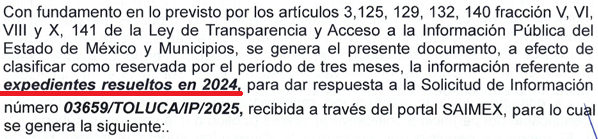 Con fundamento en lo previsto por los artículos 3,125, 129, 132, 140 fracción V, VI,
VIII y X, 141 de la Ley de Transparencia y Acceso a la Información Pública del
Estado de México y Municipios, se genera el presente documento, a efecto de
clasificar como reservada por el período de tres meses, la información referente a
expedientes resueltos en 2024, para dar respuesta a la Solicitud de Información
número 03659/TOLUCA/IP/2025, recibida a través del portal SAIMEX, para lo cual
se genera la siguiente:.